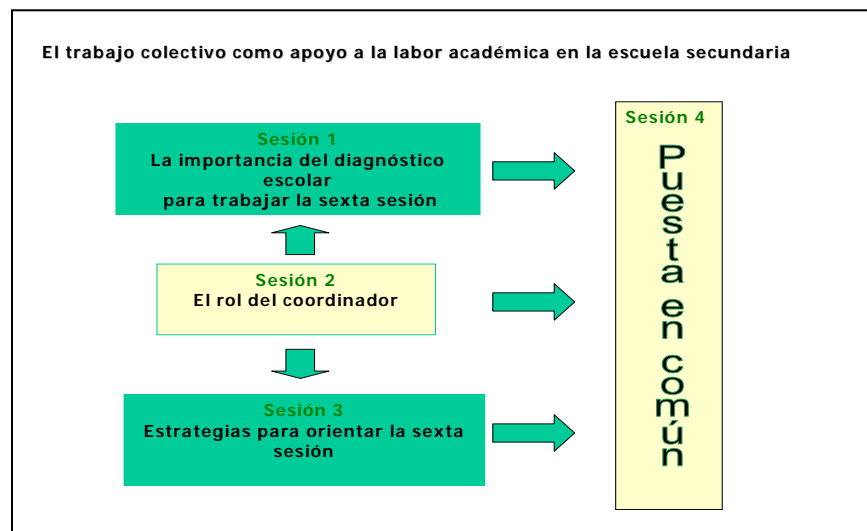 El trabajo colectivo como apoyo a la labor académica en la escuela secundaria
Sesión 1
La importancia del diagnóstico
escolar
para trabajar la sexta sesión
Sesión 2
El rol del coordinador
Sesión 3
Estrategias para orientar la sexta
sesión
Sesión 4
Puesta en común